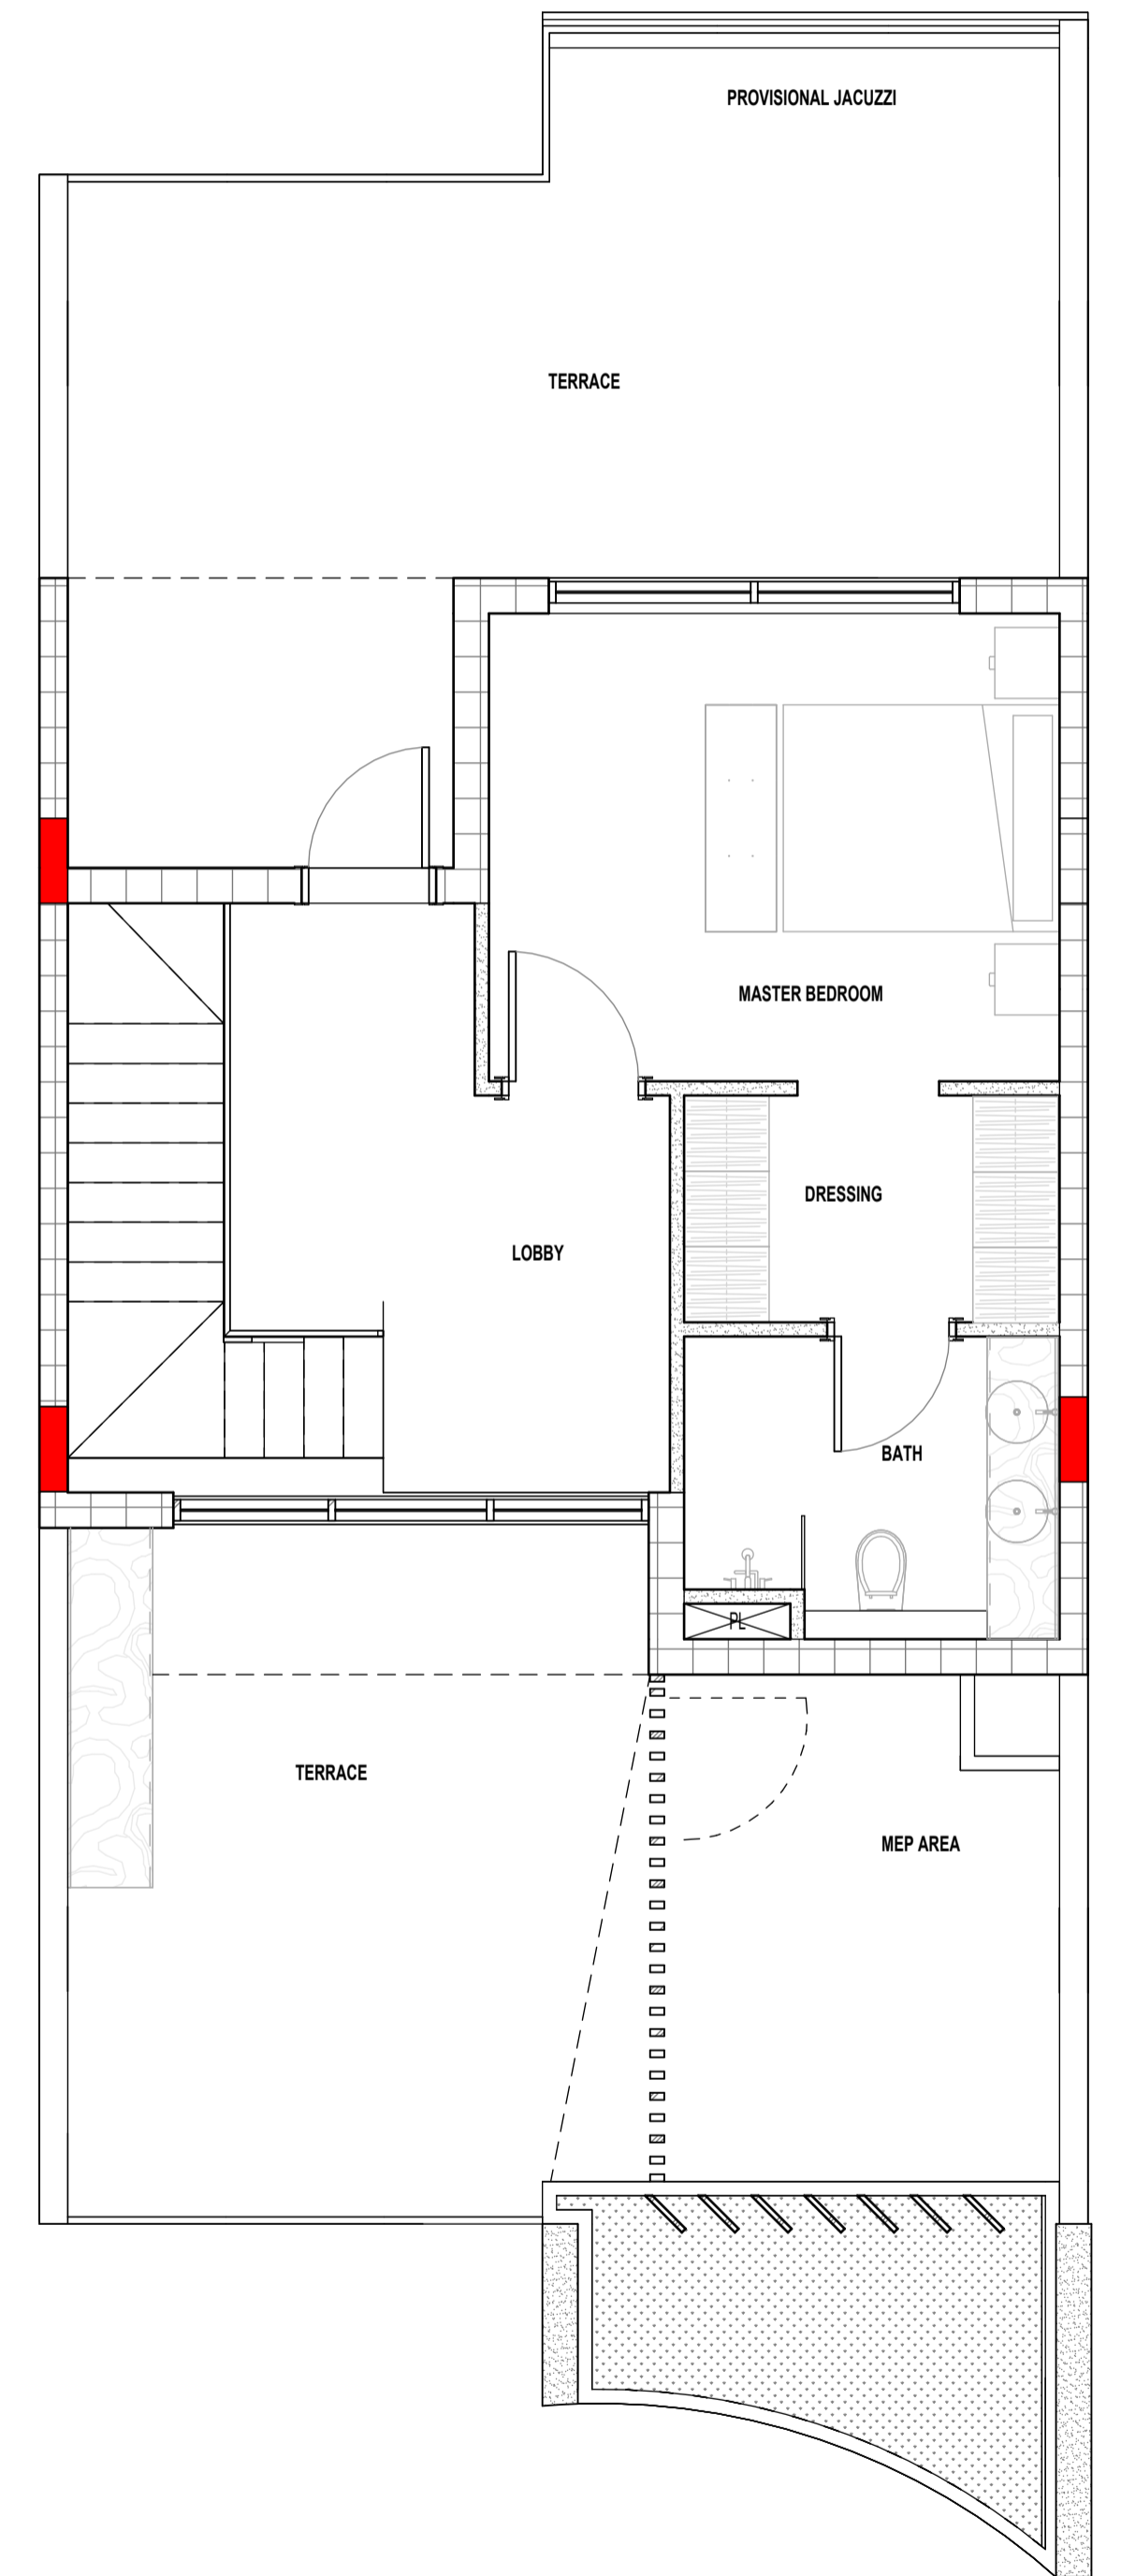 PROVISIONAL JACUZZI
TERRACE
MASTER BEDROOM
DRESSING
LOBBY
BATH
PL
TERRACE
MEP AREA